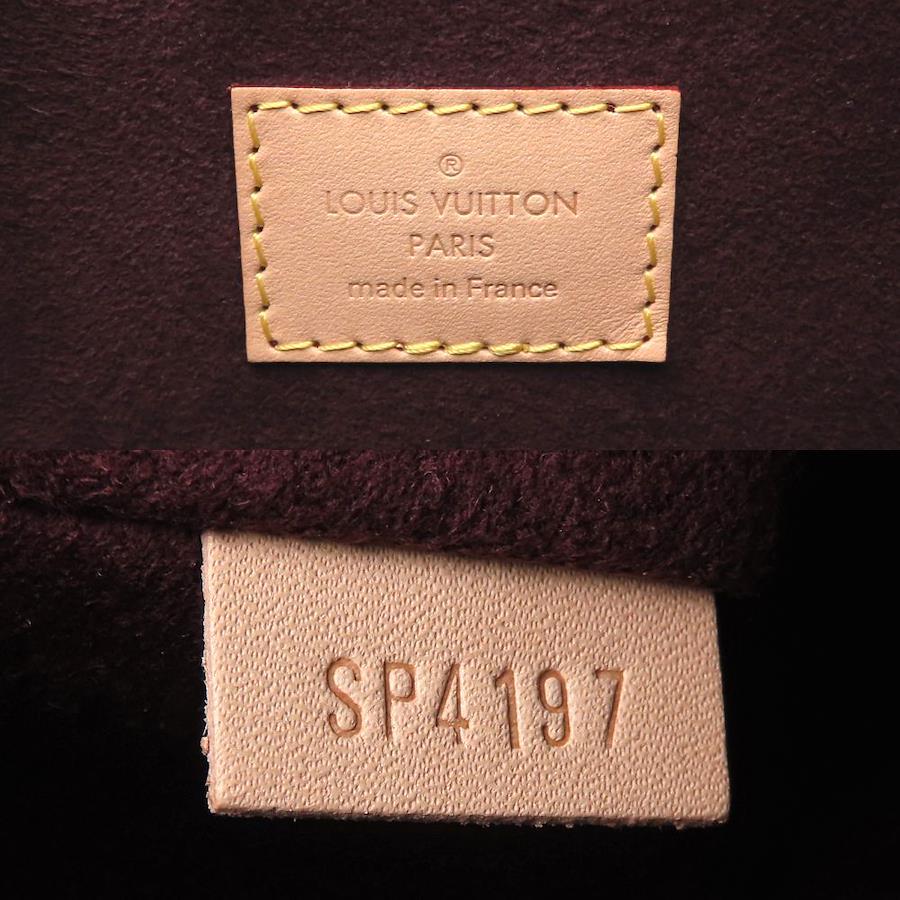 ®
LOUIS VUITTON
PARIS
made in France
SP4197